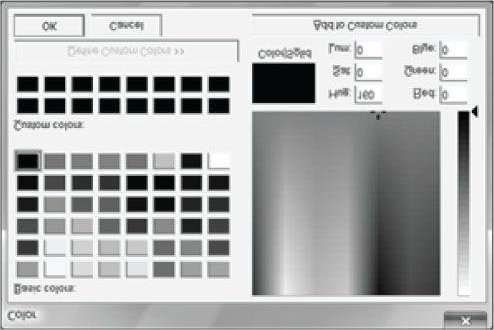 Color
Basic colors:
Custom colors:
Define Custom Colors >>
OK
Cancel
Hue: 160
Sat: 0
Lum: 0
Red: 0
Green: 0
Blue: 0
Color|Solid
Add to Custom Colors